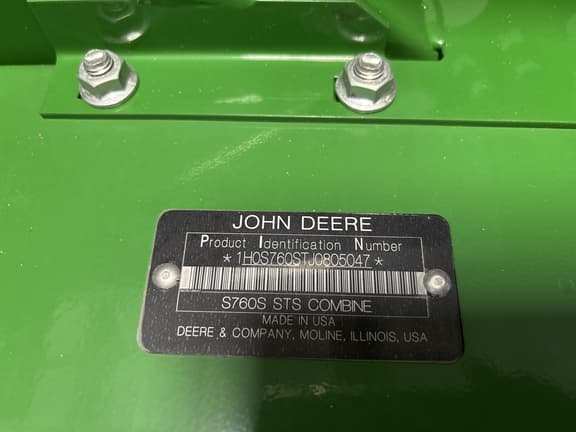 JOHN DEERE
Product Identification Number
*1H0S760STJ0805047*
S760S STS COMBINE
MADE IN USA
DEERE & COMPANY, MOLINE, ILLINOIS, USA